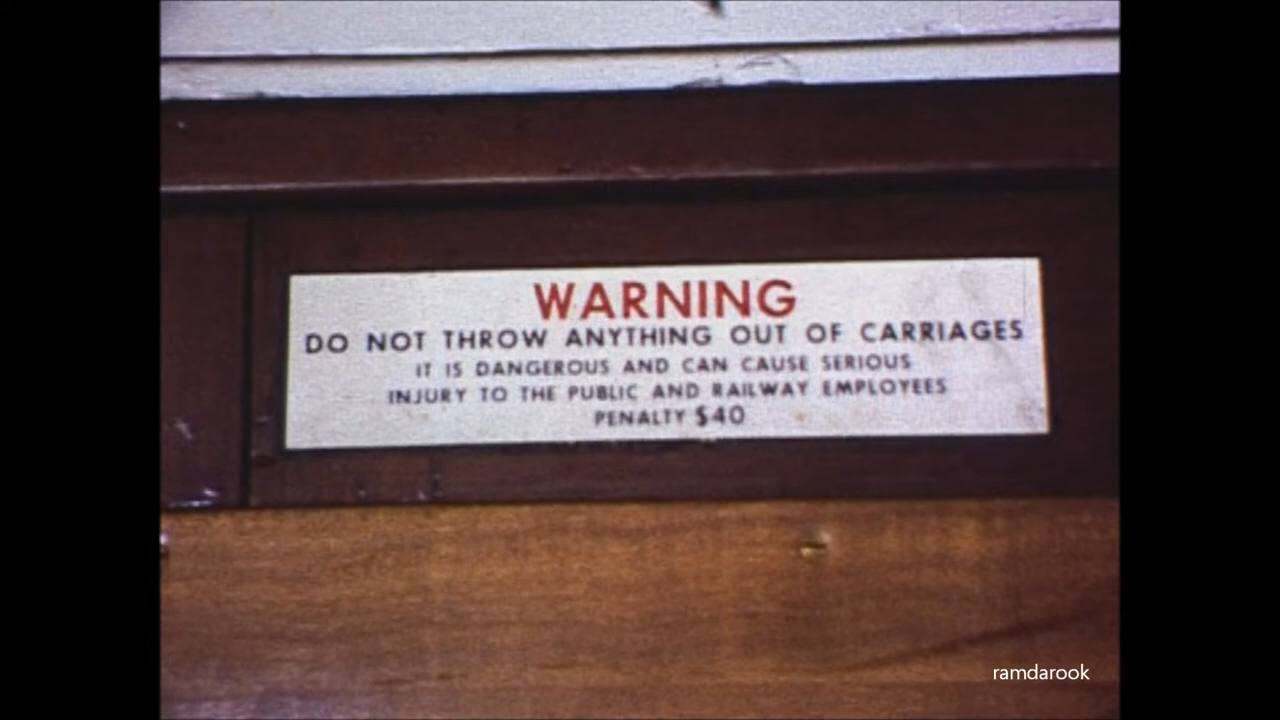 WARNING
DO NOT THROW ANYTHING OUT OF CARRIAGES
IT IS DANGEROUS AND CAN CAUSE SERIOUS
INJURY TO THE PUBLIC AND RAILWAY EMPLOYEES
PENALTY $40
ramdarook